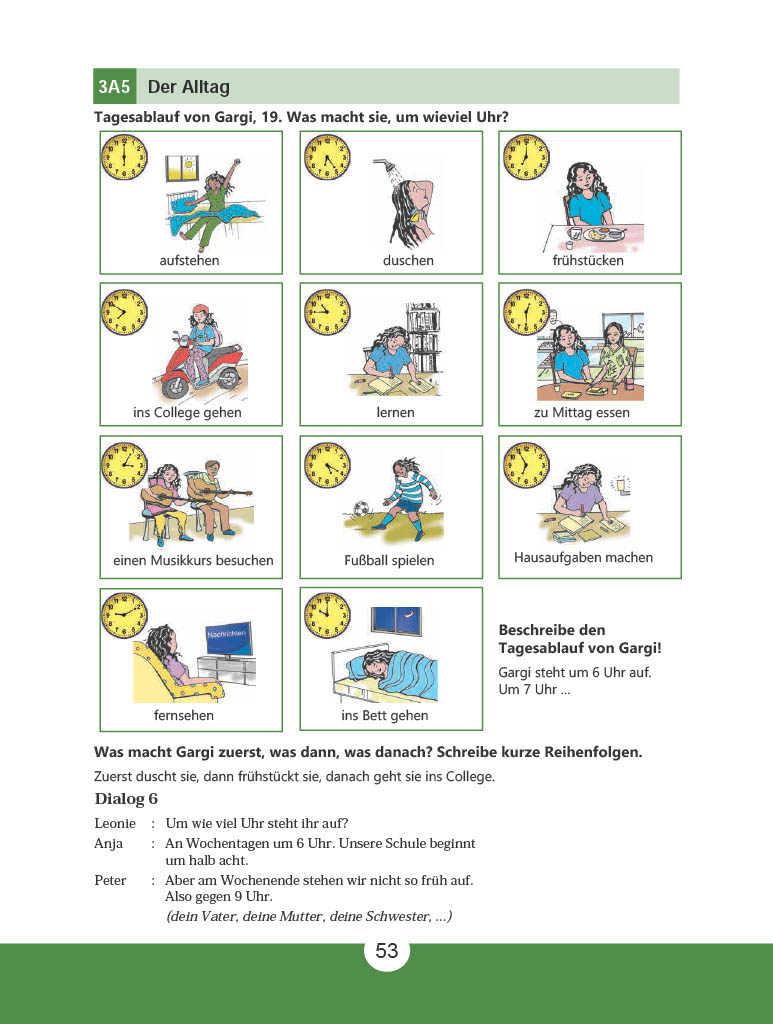 3A5 Der Alltag
Tagesablauf von Gargi, 19. Was macht sie, um wieviel Uhr?
aufstehen
duschen
frühstücken
ins College gehen
lernen
zu Mittag essen
einen Musikkurs besuchen
Fußball spielen
Hausaufgaben machen
Nachrichten
fernsehen
ins Bett gehen
Beschreibe den
Tagesablauf von Gargi!
Gargi steht um 6 Uhr auf.
Um 7 Uhr ...
Was macht Gargi zuerst, was dann, was danach? Schreibe kurze Reihenfolgen.
Zuerst duscht sie, dann frühstückt sie, danach geht sie ins College.
Dialog 6
Leonie : Um wie viel Uhr steht ihr auf?
Anja : An Wochentagen um 6 Uhr. Unsere Schule beginnt
um halb acht.
Peter : Aber am Wochenende stehen wir nicht so früh auf.
Also gegen 9 Uhr.
(dein Vater, deine Mutter, deine Schwester, ...)
53